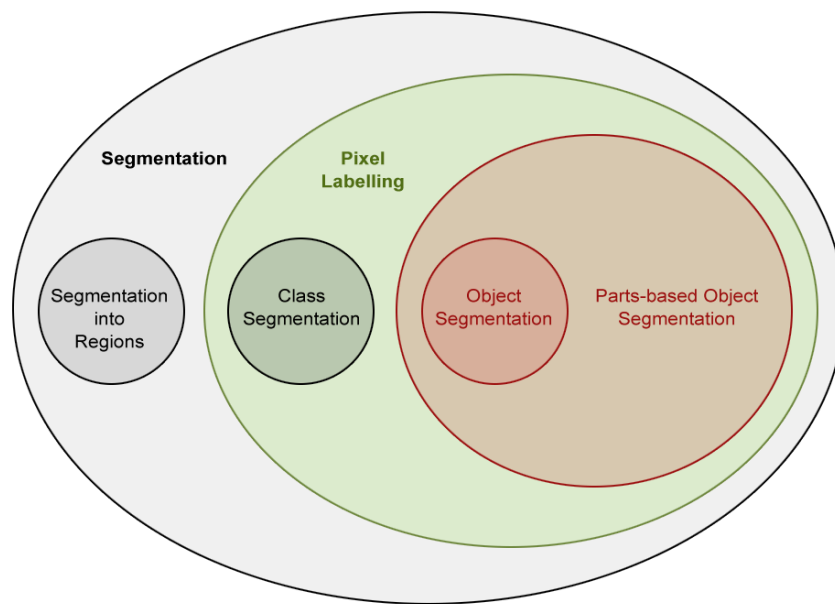 Segmentation
Pixel
Labelling
Segmentation
into
Regions
Class
Segmentation
Object
Segmentation
Parts-based Object
Segmentation